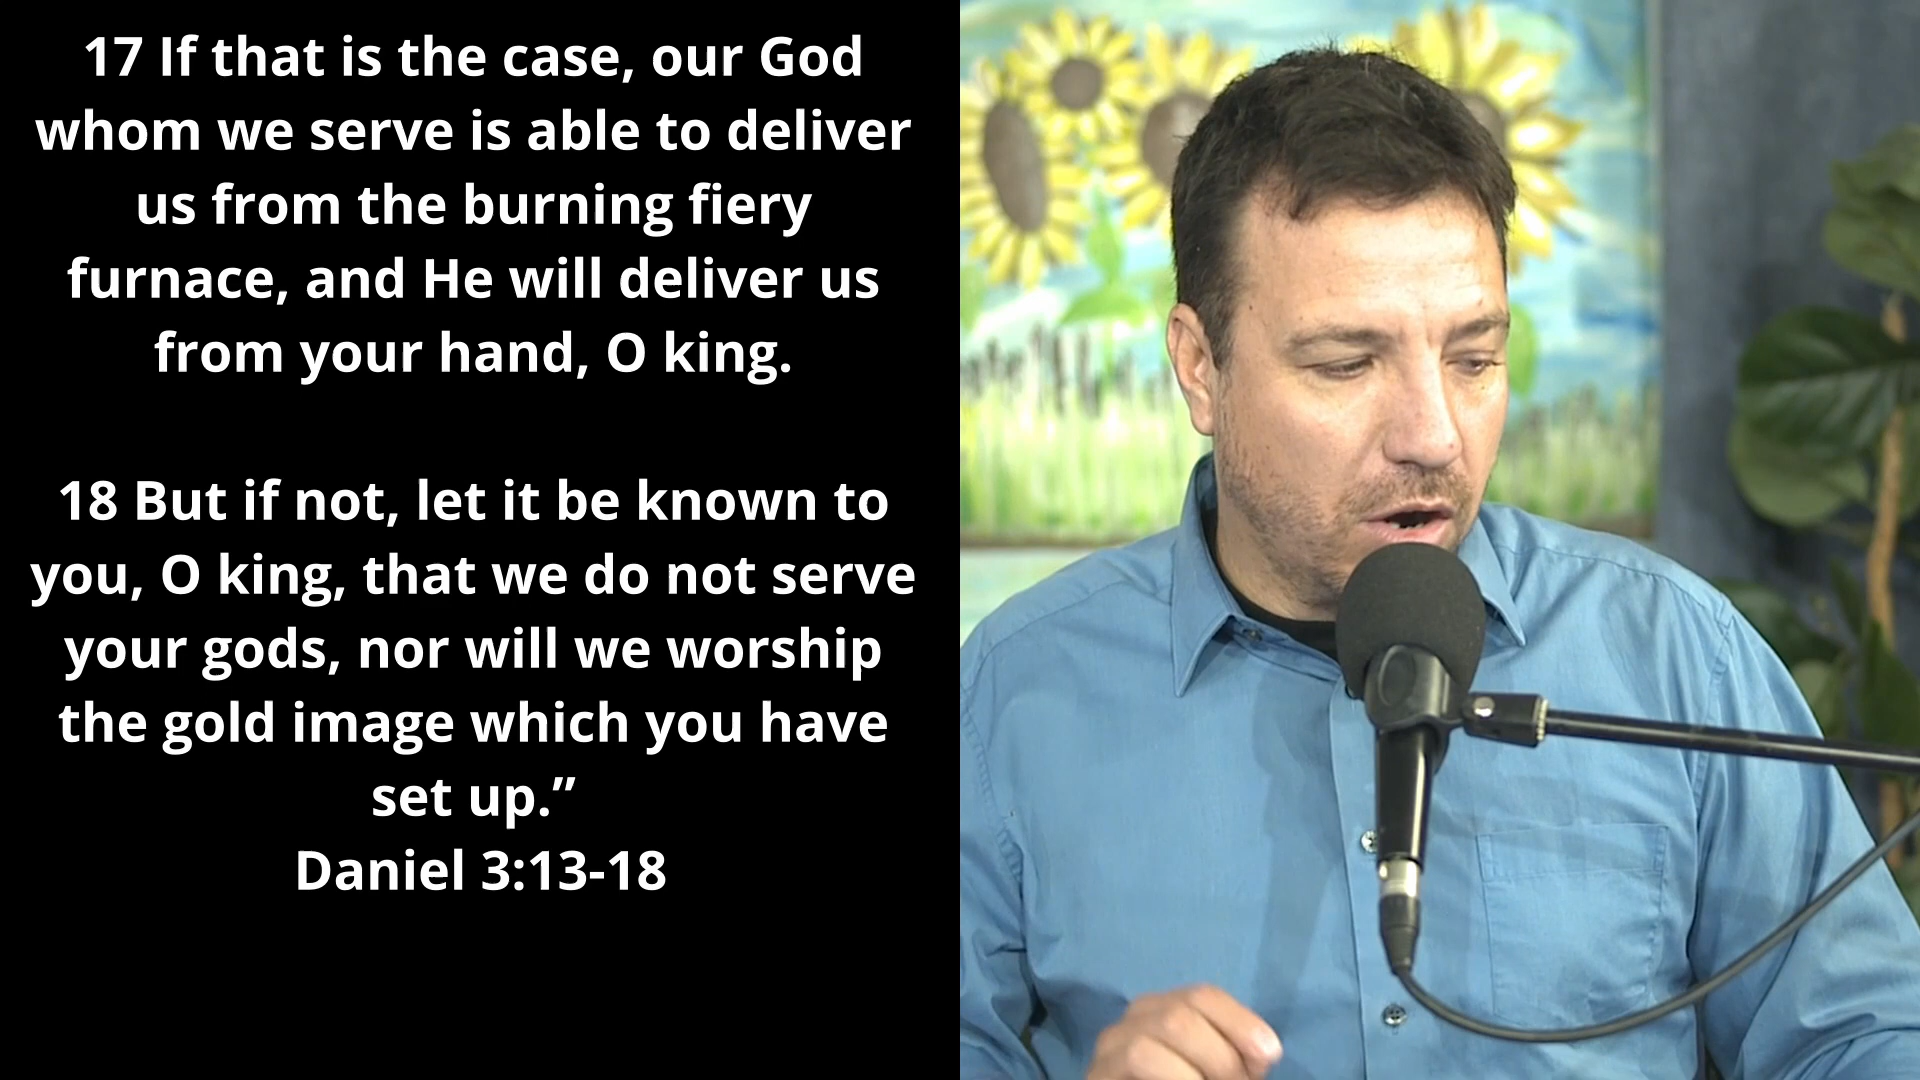 17 If that is the case, our God
whom we serve is able to deliver
us from the burning fiery
furnace, and He will deliver us
from your hand, O king.
18 But if not, let it be known to
you, O king, that we do not serve
your gods, nor will we worship
the gold image which you have
set up.”
Daniel 3:13-18